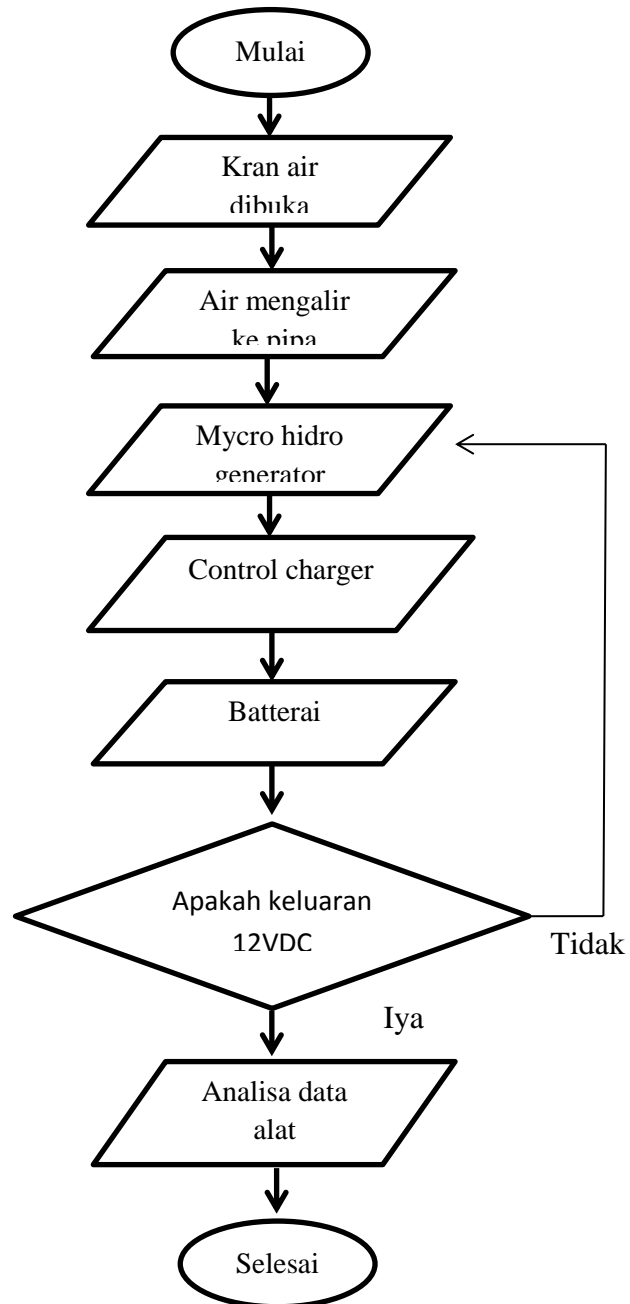 Mulai
Kran air
dibuka
Air mengalir
ke pipa
Mycro hidro
generator
Control charger
Batterai
Apakah keluaran
12VDC
Tidak
Iya
Analisa data
alat
Selesai